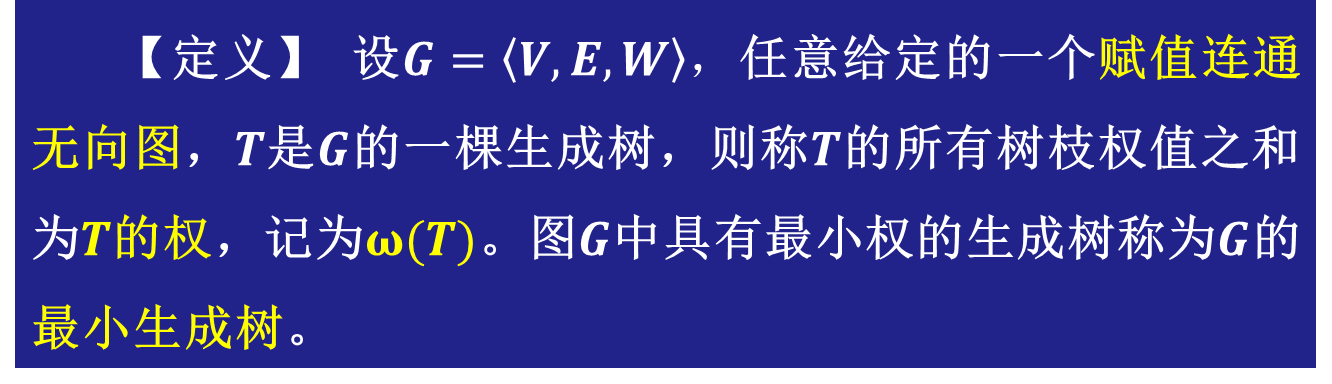 【定义】 设G = ⟨V, E, W⟩，任意给定的一个赋值连通
无向图，T是G的一棵生成树，则称T的所有树枝权值之和
为T的权，记为ω(T)。图G中具有最小权的生成树称为G的
最小生成树。